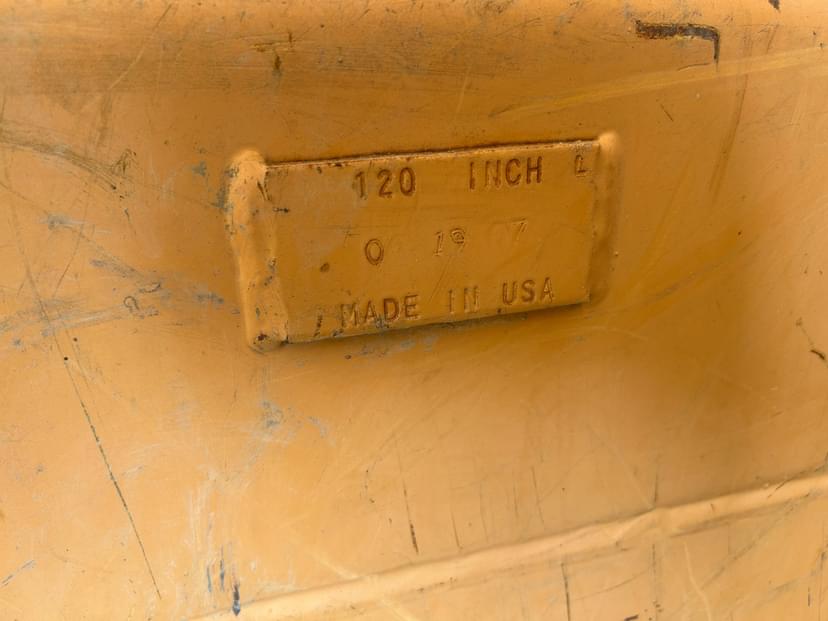 120 INCH L
0 19 07
MADE IN USA